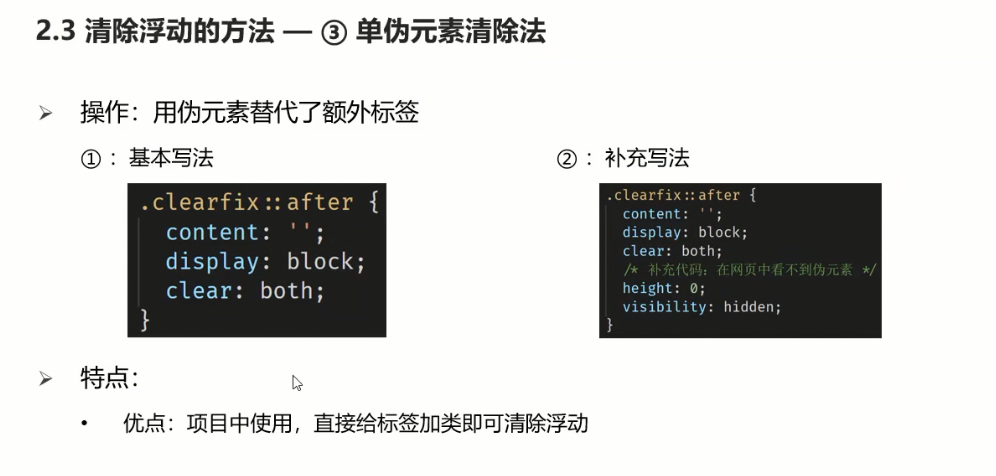 2.3 清除浮动的方法 — ③ 单伪元素清除法
操作：用伪元素替代了额外标签
①：基本写法
.clearfix::after {
content: '';
display: block;
clear: both;
}
②：补充写法
.clearfix::after {
content: '';
display: block;
clear: both;
/* 补充代码：在网页中看不到伪元素 */
height: 0;
visibility: hidden;
}
特点：
• 优点：项目中使用，直接给标签加类即可清除浮动